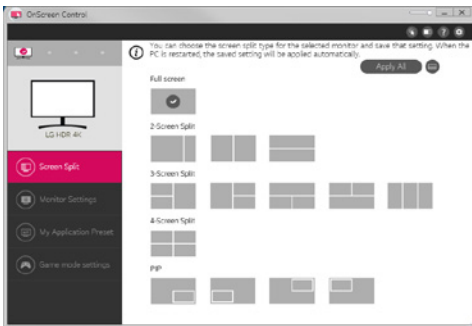 OnScreen Control
You can choose the screen split type for the selected monitor and save that setting. When the
PC is restarted, the saved setting will be applied automatically.
Apply All
Full screen
LG HDR 4K
2-Screen Split
Screen Split
3-Screen Split
Monitor Settings
My Application Preset
4-Screen Split
Game mode settings
PIP